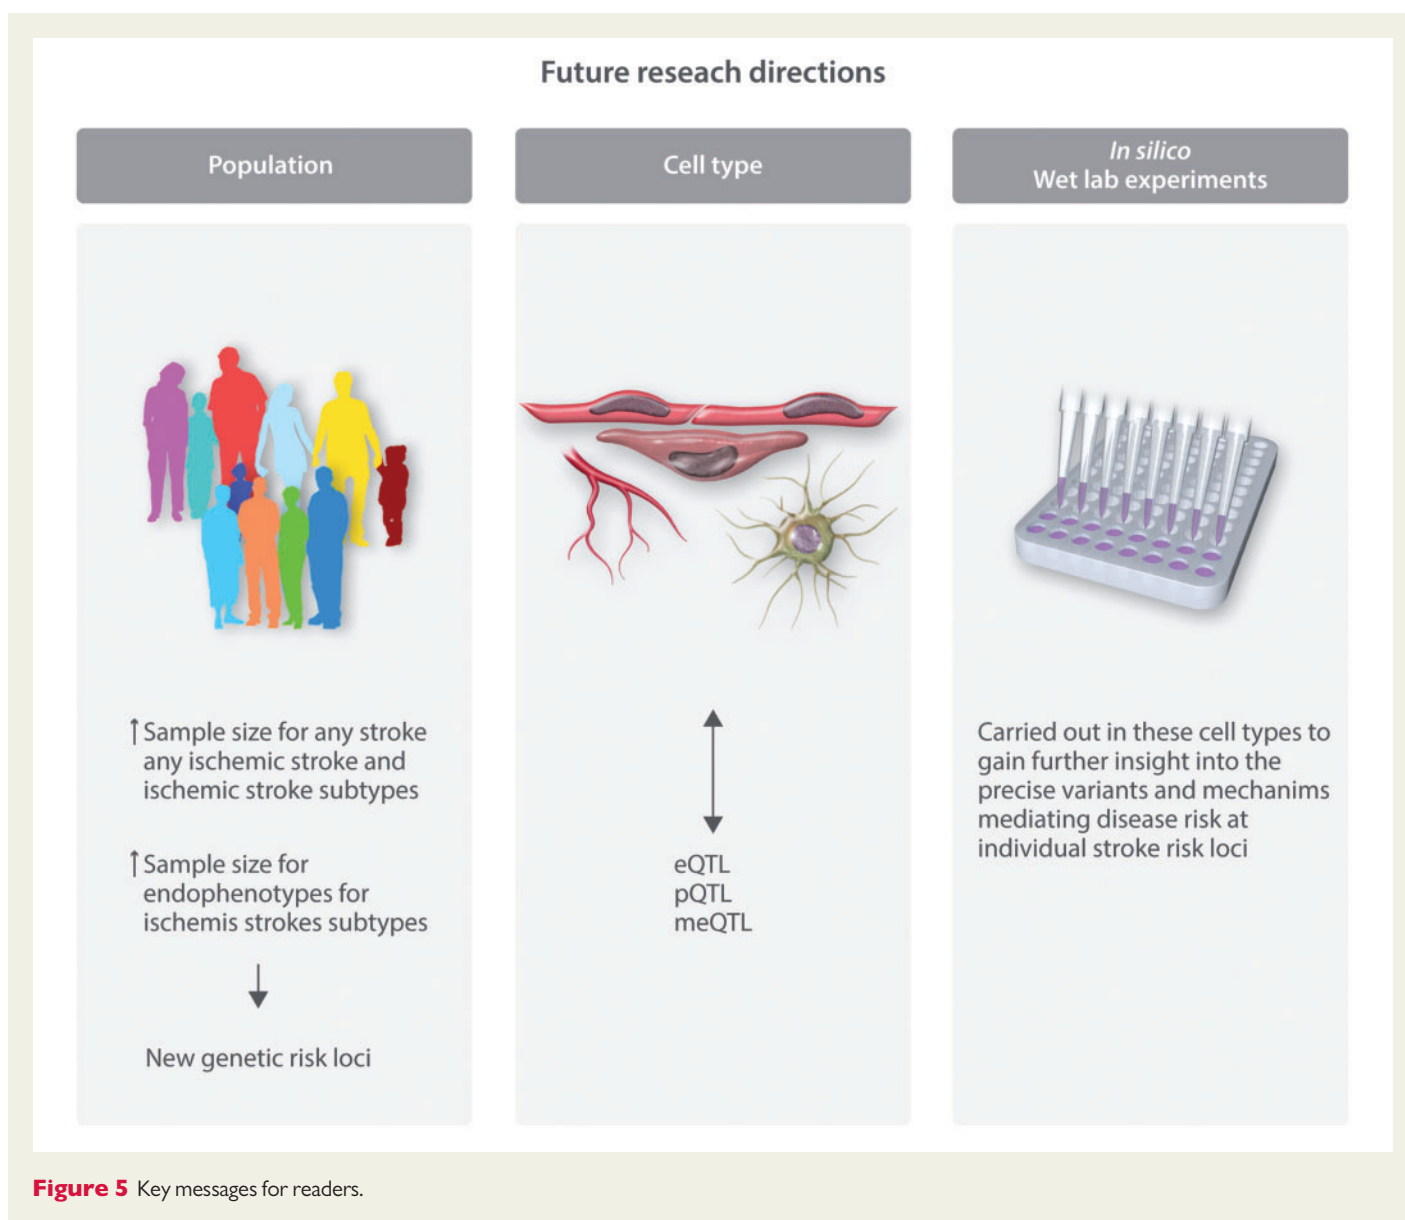 Future reseach directions
Population
↑Sample size for any stroke
any ischemic stroke and
ischemic stroke subtypes
↑Sample size for
endophenotypes for
ischemis strokes subtypes
New genetic risk loci
Cell type
eQTL
pQTL
meQTL
In silico
Wet lab experiments
Carried out in these cell types to
gain further insight into the
precise variants and mechanims
mediating disease risk at
individual stroke risk loci
Figure 5 Key messages for readers.